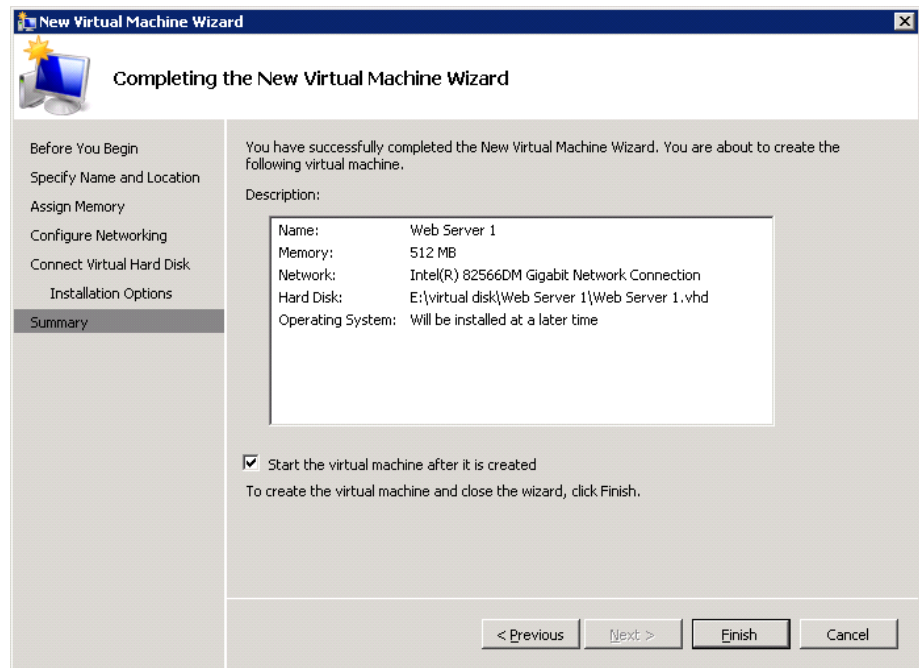 New Virtual Machine Wizard
Completing the New Virtual Machine Wizard
Before You Begin
Specify Name and Location
Assign Memory
Configure Networking
Connect Virtual Hard Disk
Installation Options
Summary
You have successfully completed the New Virtual Machine Wizard. You are about to create the
following virtual machine.
Description:
Name: Web Server 1
Memory: 512 MB
Network: Intel(R) 82566DM Gigabit Network Connection
Hard Disk: E:\virtual disk\Web Server 1\Web Server 1.vhd
Operating System: Will be installed at a later time
Start the virtual machine after it is created
To create the virtual machine and close the wizard, click Finish.
< Previous Next > Finish Cancel